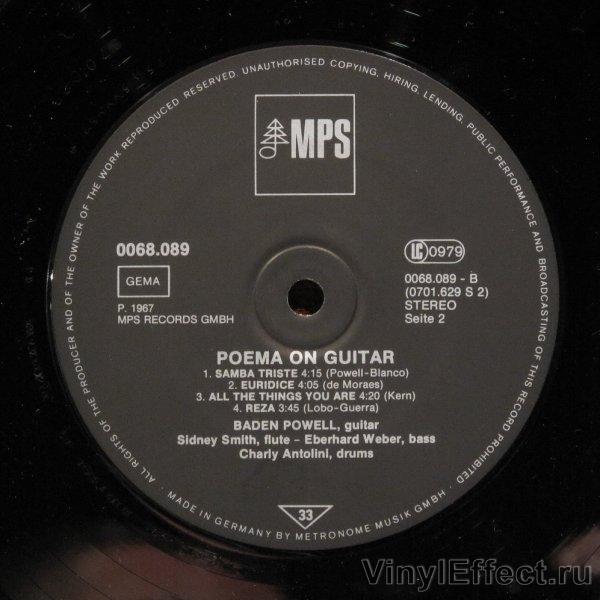 ALL RIGHTS OF THE PRODUCER AND OF THE OWNER OF THE WORK REPRODUCED RESERVED. UNAUTHORISED COPYING, HIRING, LENDING, PUBLIC PERFORMANCE AND BROADCASTING OF THIS RECORD PROHIBITED
MPS
0068.089
LC 0979
GEMA
0068.089 - B
(0701.629 S 2)
P. 1967
STEREO
MPS RECORDS GMBH
Seite 2
POEMA ON GUITAR
1. SAMBA TRISTE 4:15 (Powell-Blanco)
2. EURIDICE 4:05 (de Moraes)
3. ALL THE THINGS YOU ARE 4:20 (Kern)
4. REZA 3:45 (Lobo-Guerra)
BADEN POWELL, guitar
Sidney Smith, flute – Eberhard Weber, bass
Charly Antolini, drums
33
· MADE IN GERMANY BY METRONOME MUSIK GMBH ·
VinylEffect.ru